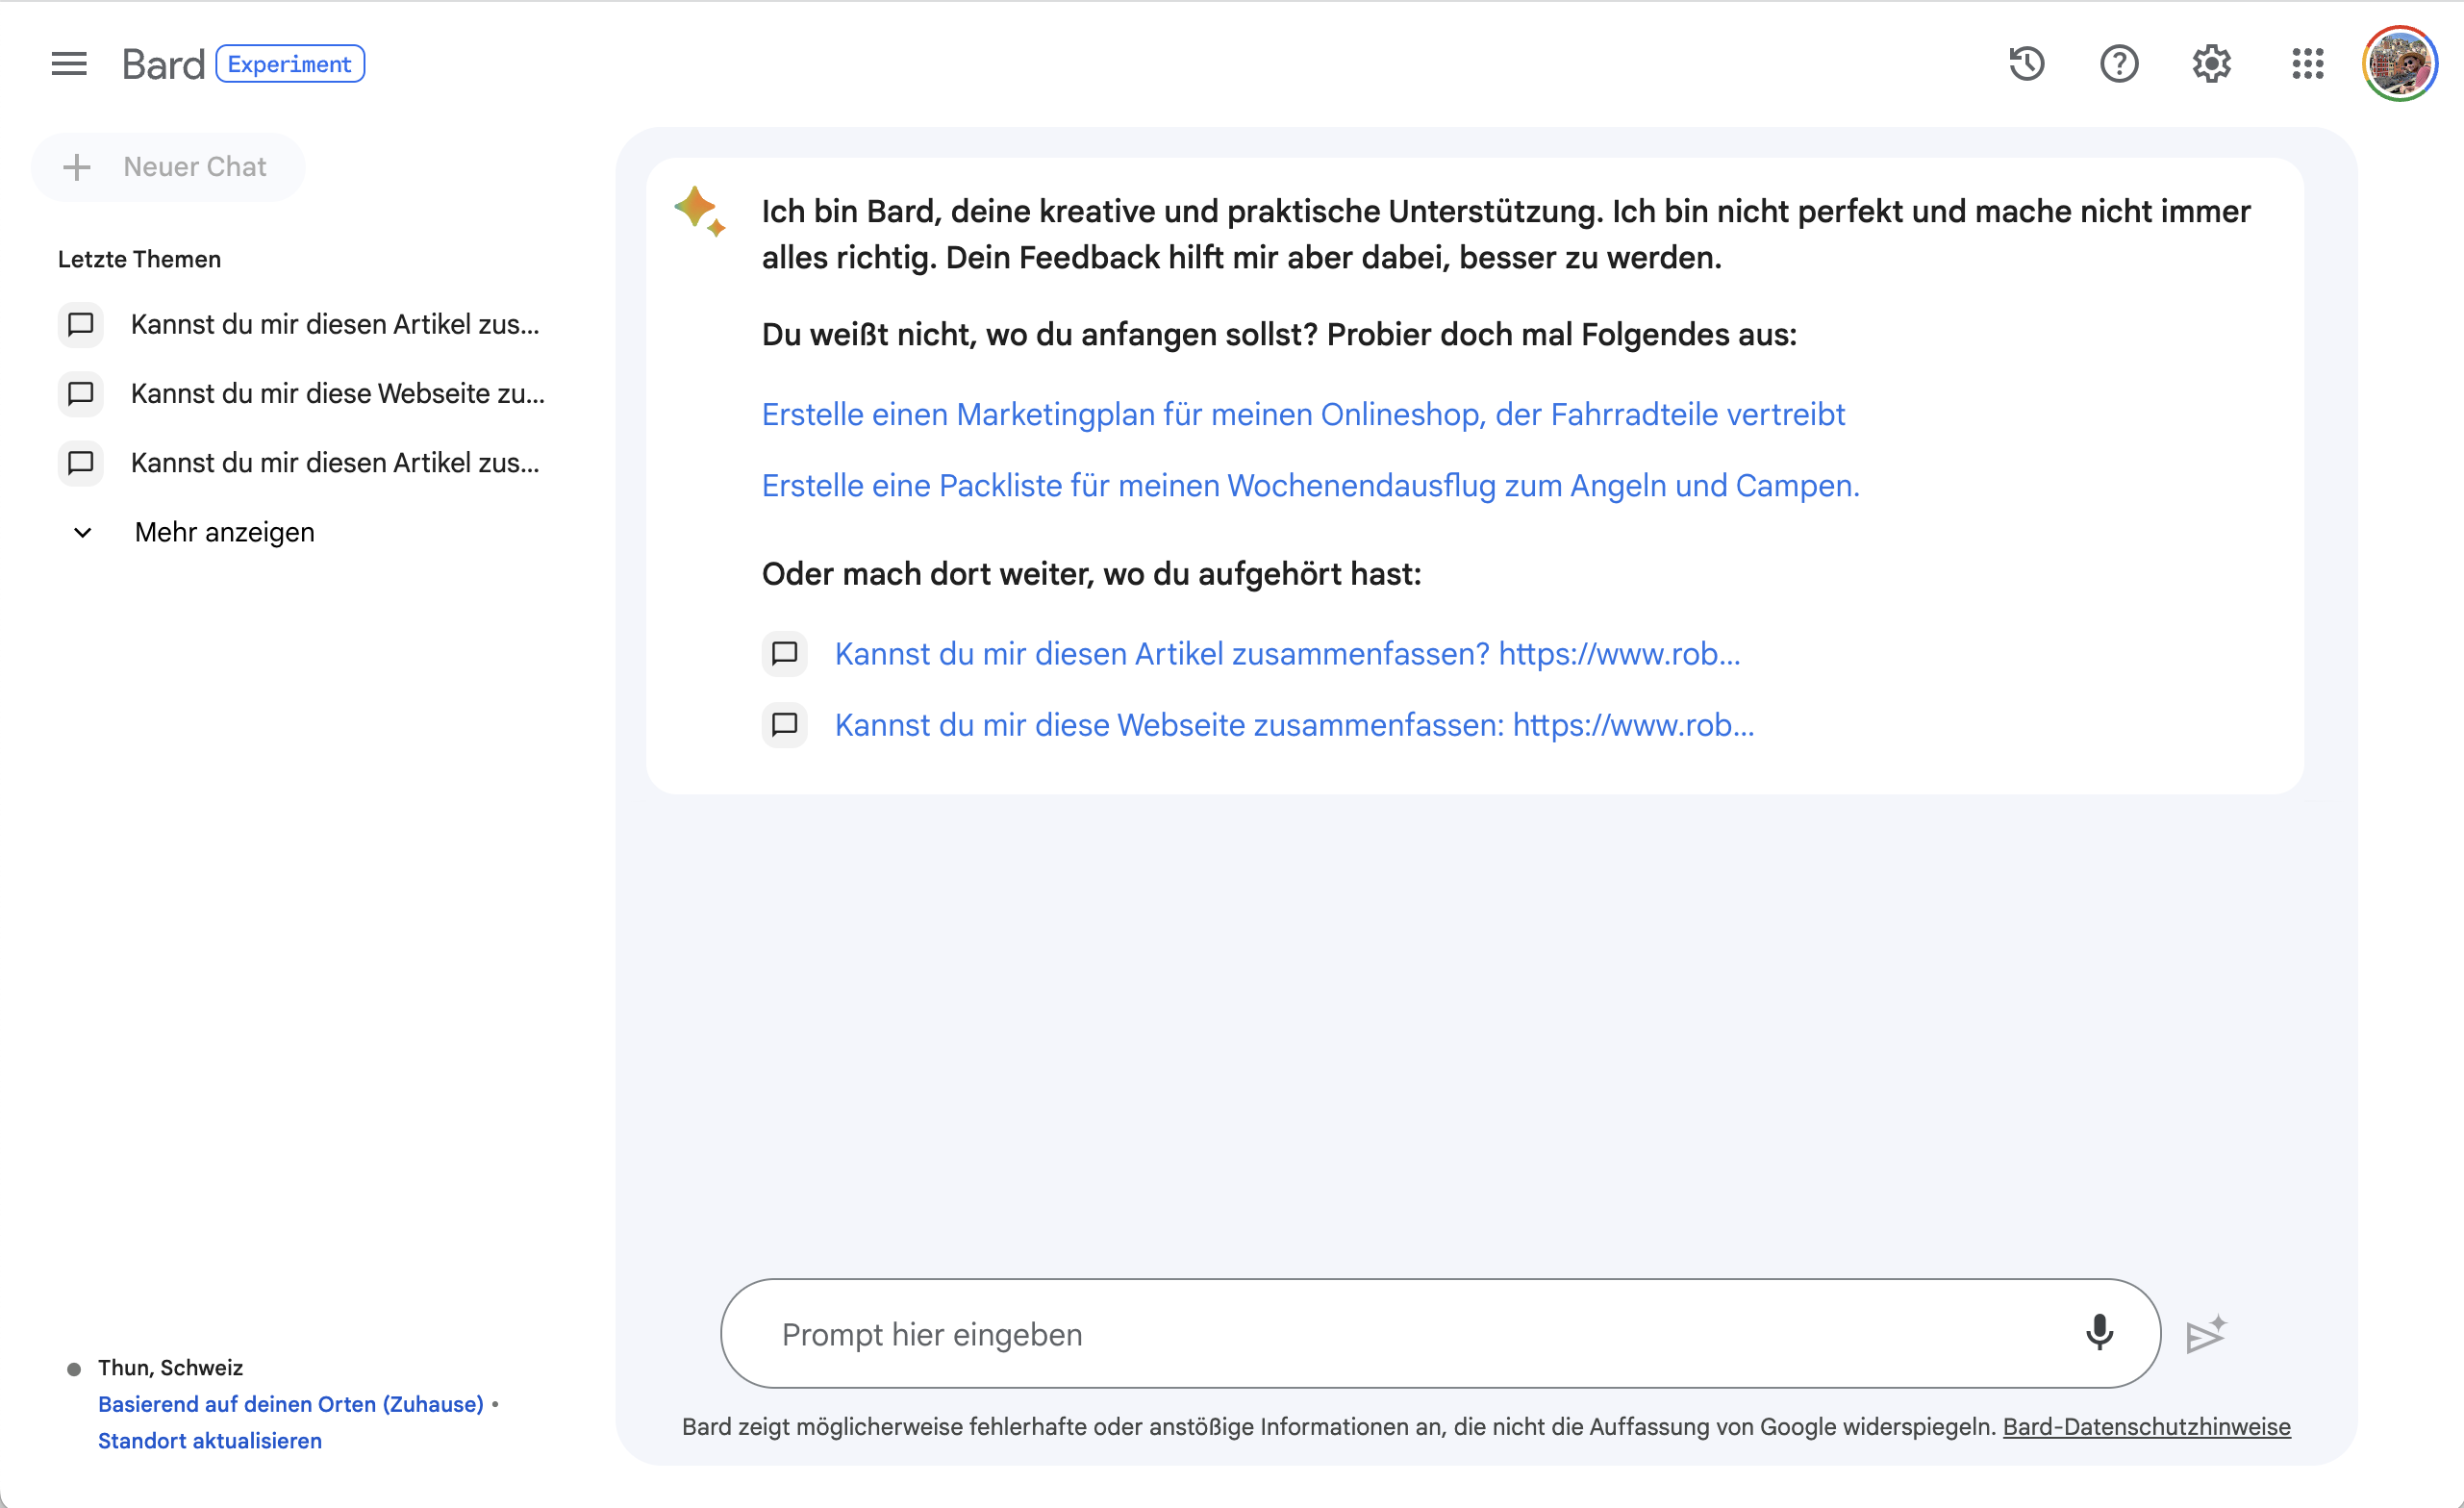 Bard Experiment
Neuer Chat
Letzte Themen
Kannst du mir diesen Artikel zus...
Kannst du mir diese Webseite zu...
Kannst du mir diesen Artikel zus...
Mehr anzeigen
Thun, Schweiz
Basierend auf deinen Orten (Zuhause) •
Standort aktualisieren
Ich bin Bard, deine kreative und praktische Unterstützung. Ich bin nicht perfekt und mache nicht immer
alles richtig. Dein Feedback hilft mir aber dabei, besser zu werden.
Du weißt nicht, wo du anfangen sollst? Probier doch mal Folgendes aus:
Erstelle einen Marketingplan für meinen Onlineshop, der Fahrradteile vertreibt
Erstelle eine Packliste für meinen Wochenendausflug zum Angeln und Campen.
Oder mach dort weiter, wo du aufgehört hast:
Kannst du mir diesen Artikel zusammenfassen? https://www.rob...
Kannst du mir diese Webseite zusammenfassen: https://www.rob...
Prompt hier eingeben
Bard zeigt möglicherweise fehlerhafte oder anstößige Informationen an, die nicht die Auffassung von Google widerspiegeln. Bard-Datenschutzhinweise